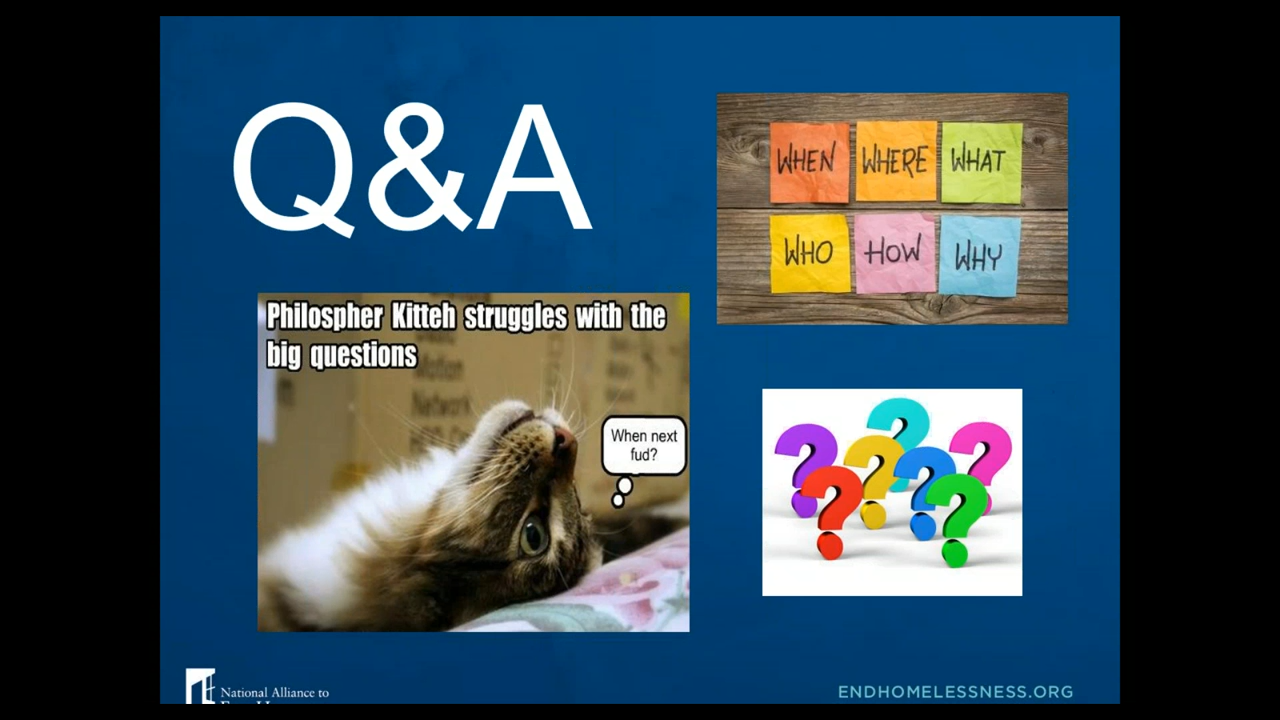 Q&A
WHEN WHERE WHAT
WHO HOW WHY
Philospher Kitteh struggles with the
big questions
When next
fud?
National Alliance to
ENDHOMELESSNESS.ORG